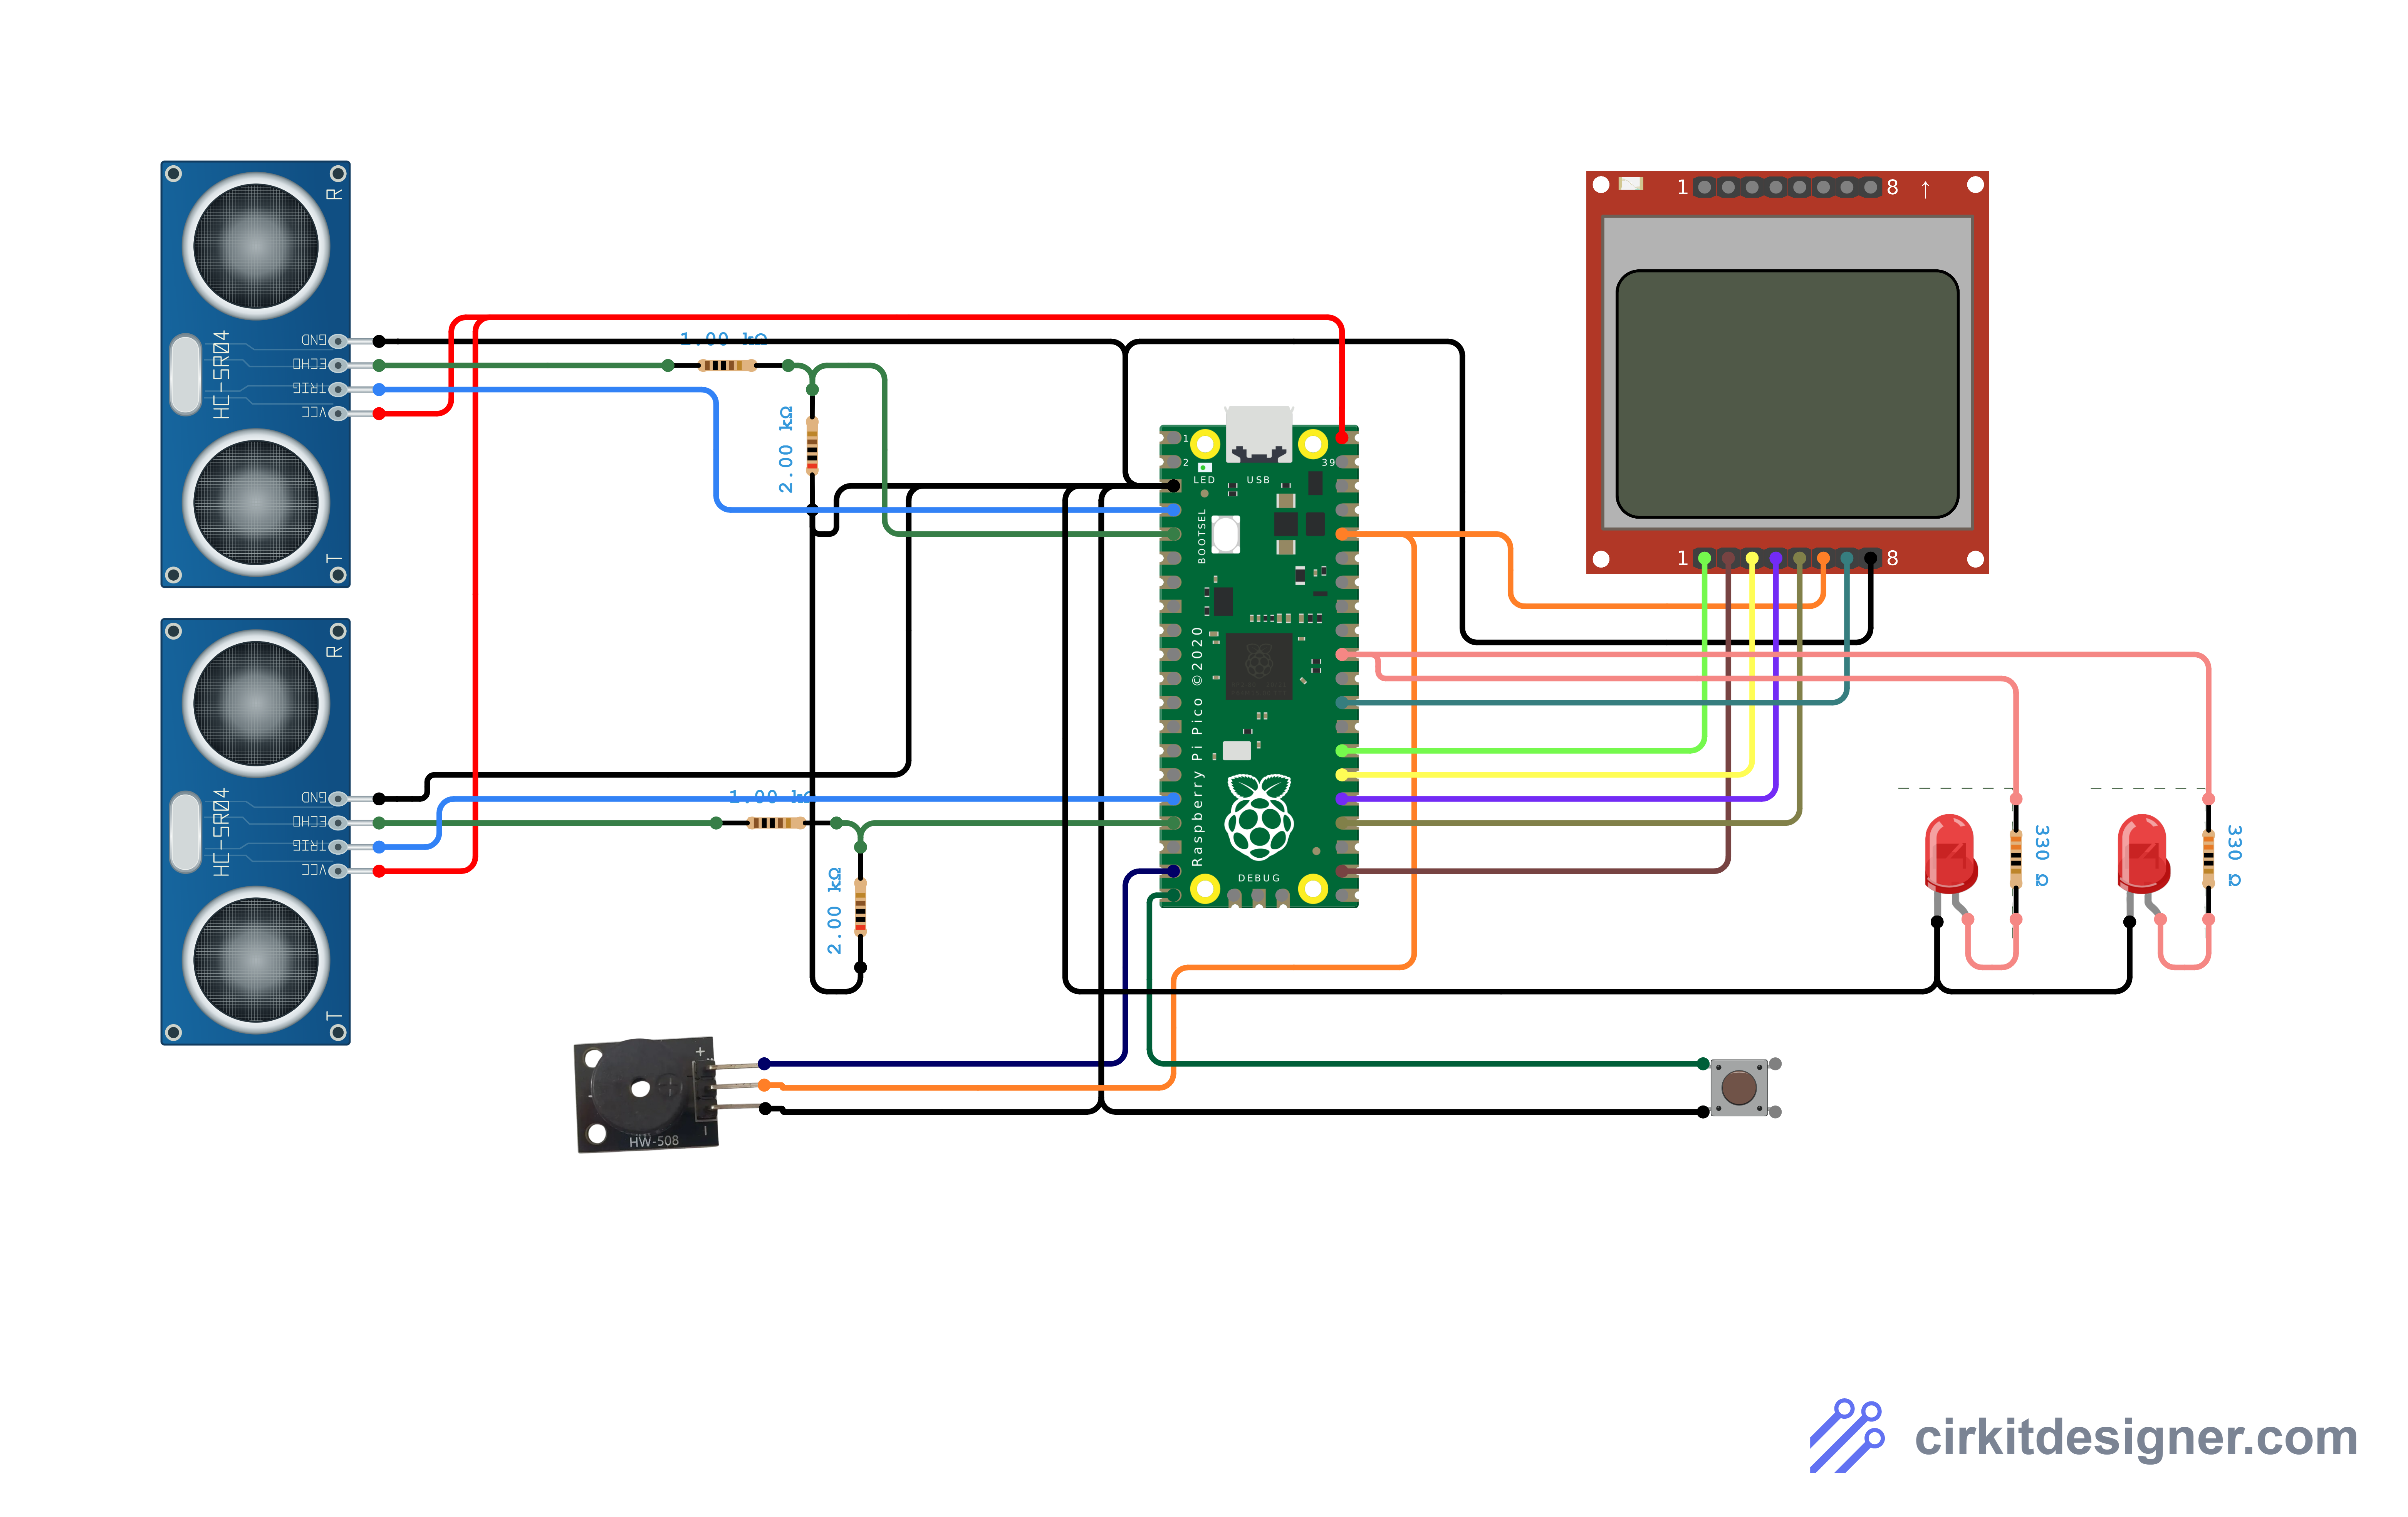 R
GND
ECHO
TRIG
VCC
HC-SR04
T
1.00 kΩ
2.00 kΩ
1
2
39
LED
USB
BOOTSEL
Raspberry Pi Pico ©2020
DEBUG
1
8
↑
1
8
R
GND
ECHO
TRIG
VCC
HC-SR04
T
1.00 kΩ
2.00 kΩ
330 Ω
330 Ω
+
−
HW-508
cirkitdesigner.com